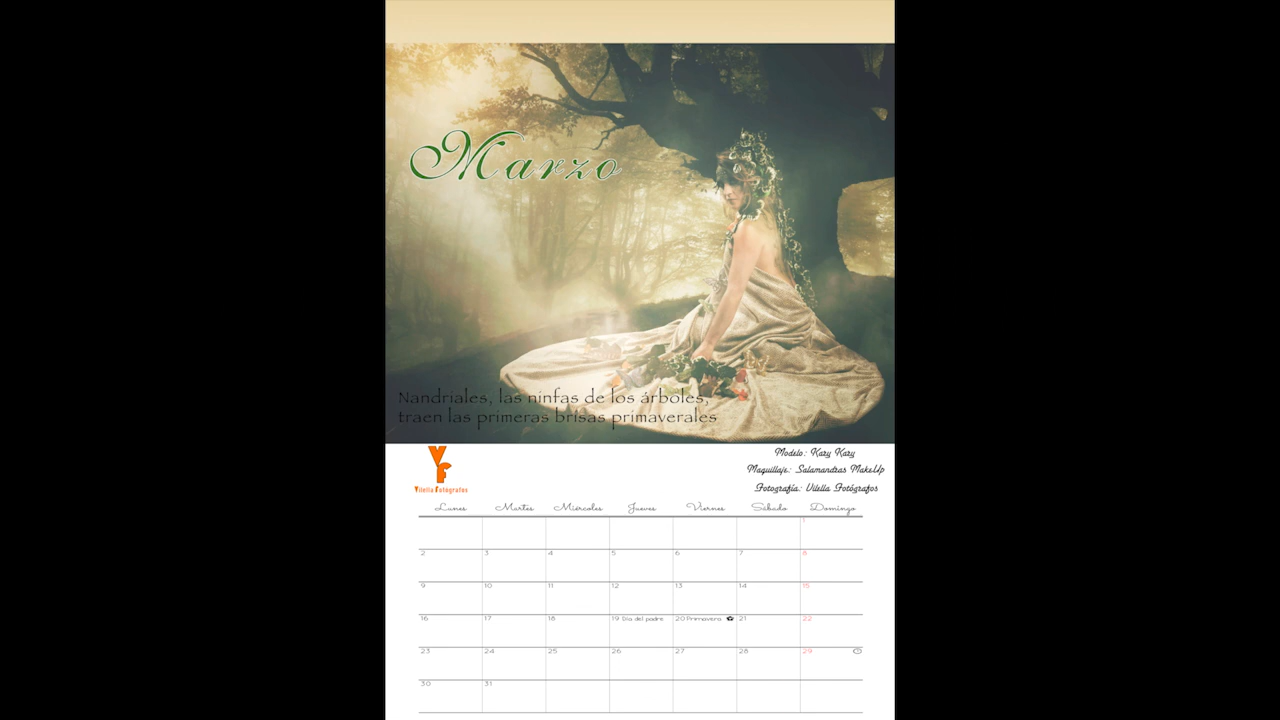 Marzo
Nandriales, las ninfas de los árboles,
traen las primeras brisas primaverales
VF
Vilella Fotógrafos
Modelo: Kary Kary
Maquillaje: Salamandras MakeUp
Fotografía: Vilella Fotógrafos
Lunes Martes Miércoles Jueves Viernes Sábado Domingo
1
2 3 4 5 6 7 8
9 10 11 12 13 14 15
16 17 18 19 Día del padre 20 Primavera 21 22
23 24 25 26 27 28 29
30 31